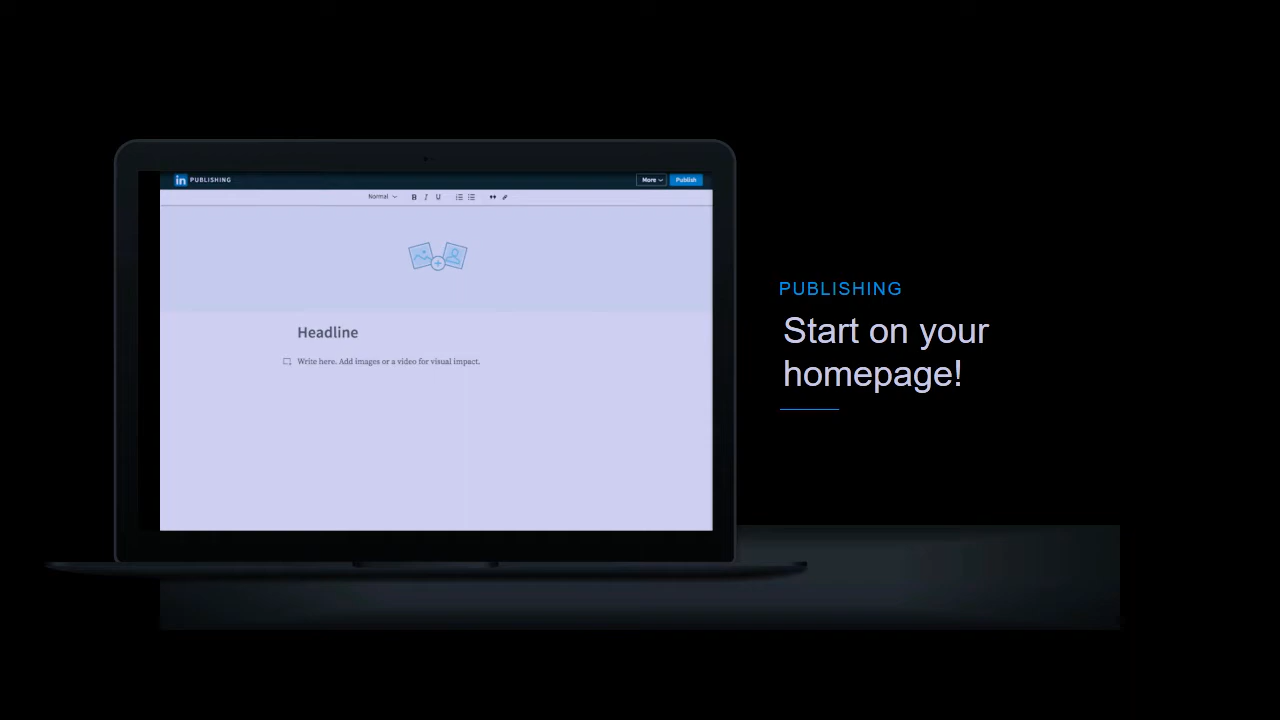 in PUBLISHING
More
Publish
Normal
B I U
Headline
Write here. Add images or a video for visual impact.
PUBLISHING
Start on your
homepage!